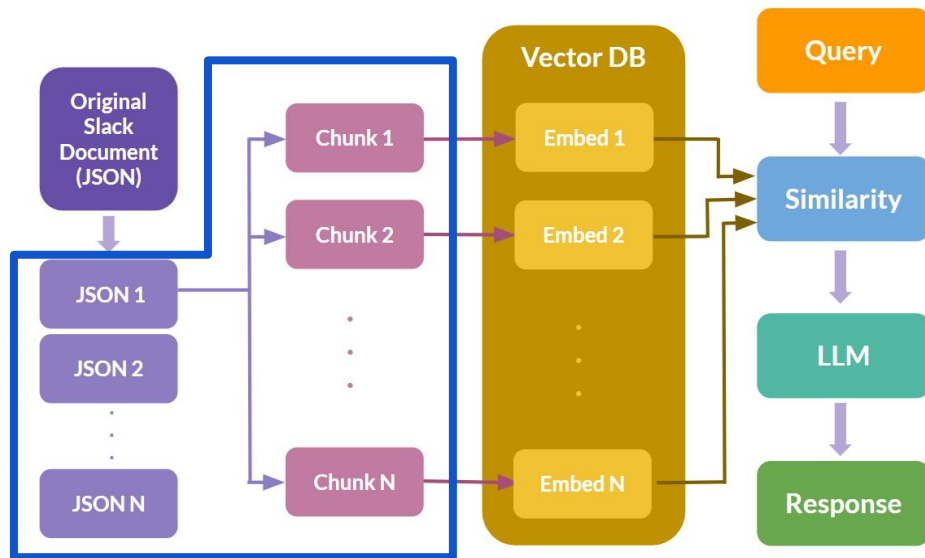 Original
Slack
Document
(JSON)
JSON 1
JSON 2
JSON N
Chunk 1
Chunk 2
Chunk N
Vector DB
Embed 1
Embed 2
Embed N
Query
Similarity
LLM
Response